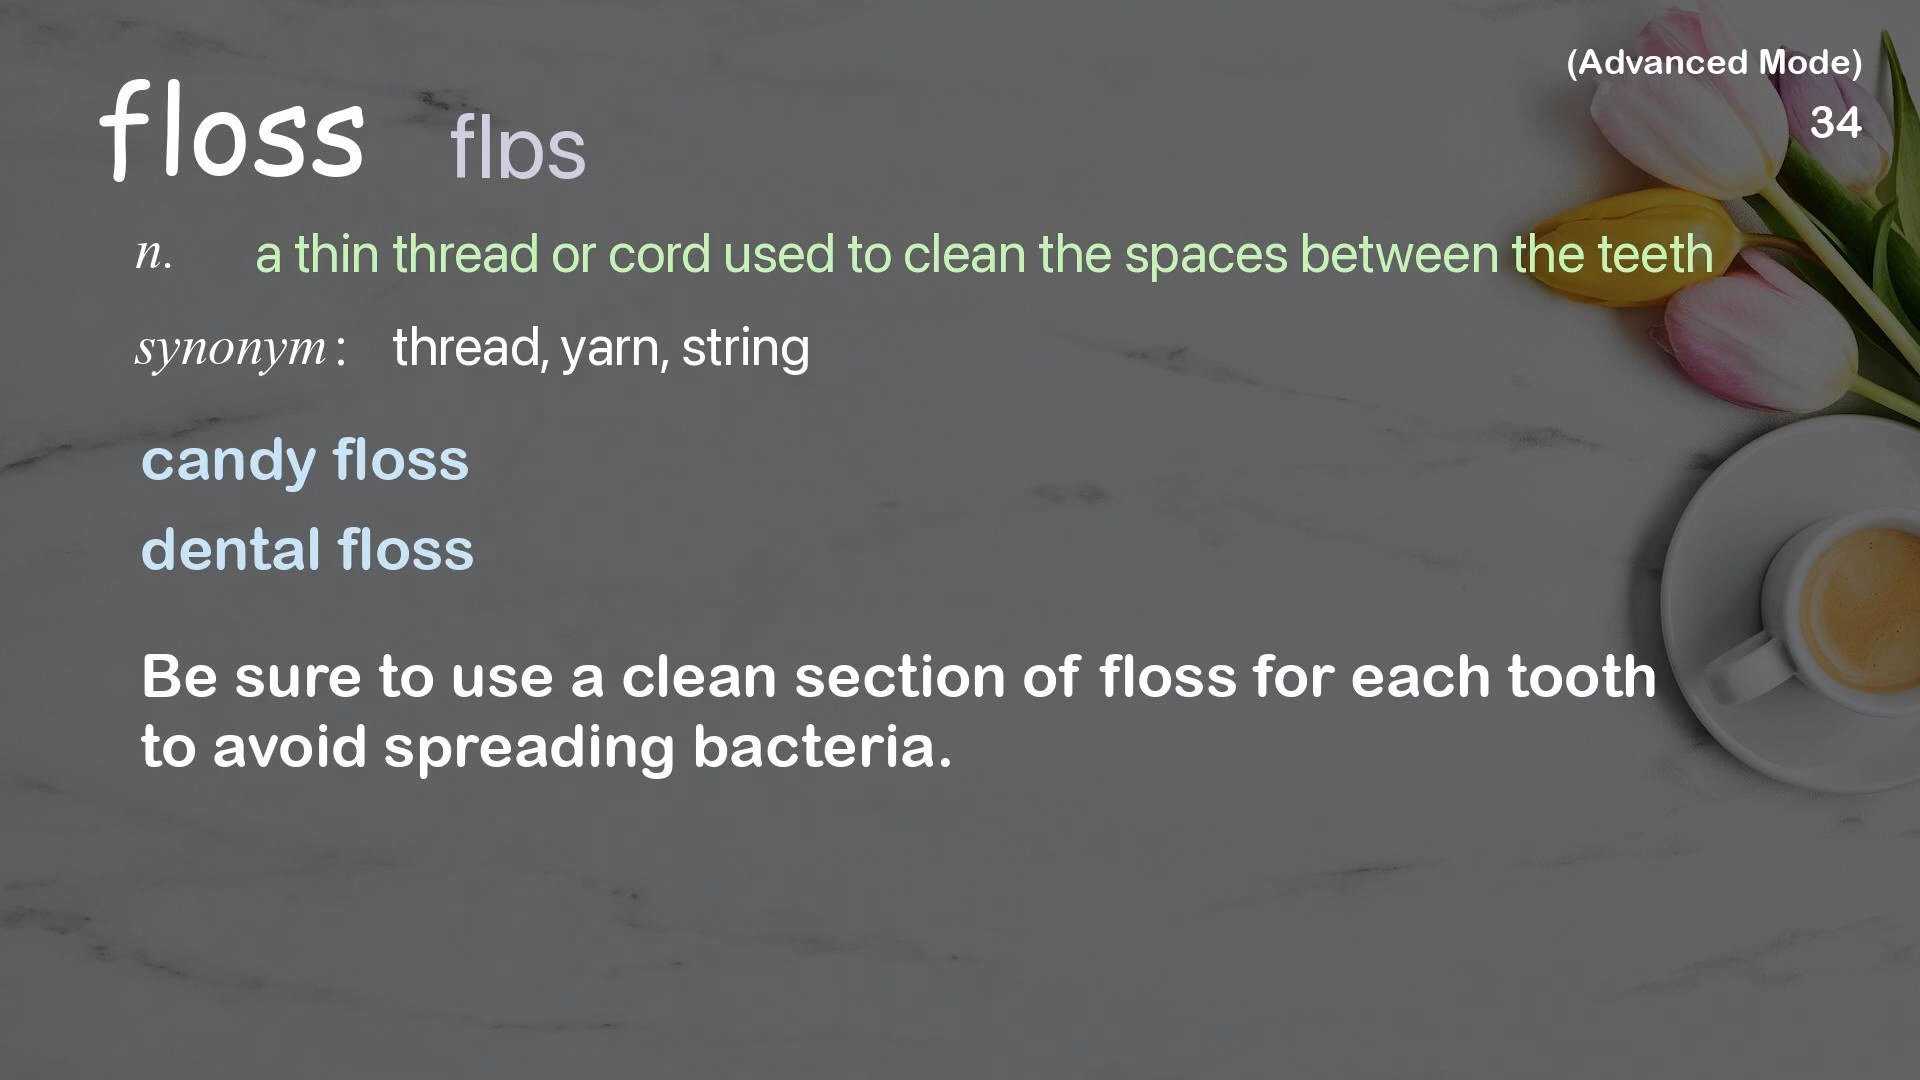 (Advanced Mode)
34
floss flɒs
n. a thin thread or cord used to clean the spaces between the teeth
synonym: thread, yarn, string
candy floss
dental floss
Be sure to use a clean section of floss for each tooth
to avoid spreading bacteria.